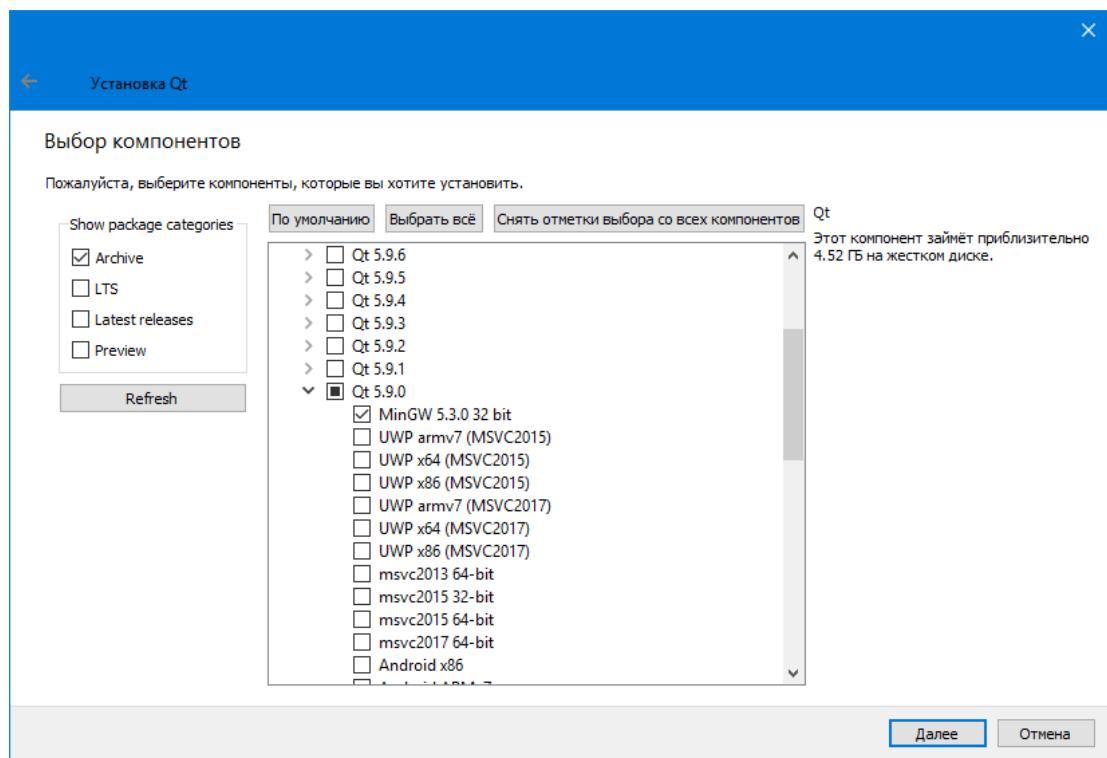 Установка Qt
Выбор компонентов
Пожалуйста, выберите компоненты, которые вы хотите установить.
Show package categories
Archive
LTS
Latest releases
Preview
Refresh
По умолчанию
Выбрать всё
Снять отметки выбора со всех компонентов
Qt 5.9.6
Qt 5.9.5
Qt 5.9.4
Qt 5.9.3
Qt 5.9.2
Qt 5.9.1
Qt 5.9.0
MinGW 5.3.0 32 bit
UWP armv7 (MSVC2015)
UWP x64 (MSVC2015)
UWP x86 (MSVC2015)
UWP armv7 (MSVC2017)
UWP x64 (MSVC2017)
UWP x86 (MSVC2017)
msvc2013 64-bit
msvc2015 32-bit
msvc2015 64-bit
msvc2017 64-bit
Android x86
Qt
Этот компонент займёт приблизительно
4.52 ГБ на жестком диске.
Далее
Отмена